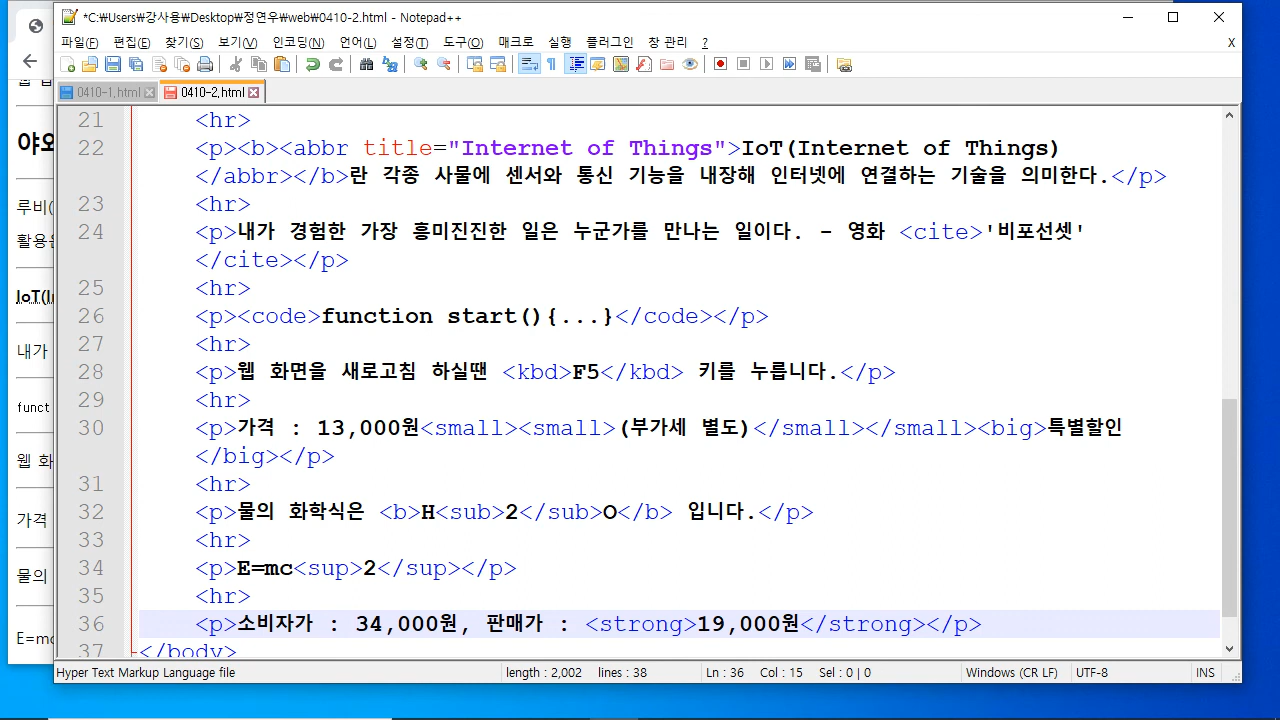 *C:₩Users₩강사용₩Desktop₩정연우₩web₩0410-2.html - Notepad++
파일(F) 편집(E) 찾기(S) 보기(V) 인코딩(N) 언어(L) 설정(T) 도구(O) 매크로 실행 플러그인 창 관리 ? X
0410-1.html 0410-2.html
21 <hr>
22 <p><b><abbr title="Internet of Things">IoT(Internet of Things)
</abbr></b>란 각종 사물에 센서와 통신 기능을 내장해 인터넷에 연결하는 기술을 의미한다.</p>
23 <hr>
24 <p>내가 경험한 가장 흥미진진한 일은 누군가를 만나는 일이다. - 영화 <cite>'비포선셋'
</cite></p>
25 <hr>
26 <p><code>function start(){...}</code></p>
27 <hr>
28 <p>웹 화면을 새로고침 하실땐 <kbd>F5</kbd> 키를 누릅니다.</p>
29 <hr>
30 <p>가격 : 13,000원<small><small>(부가세 별도)</small></small><big>특별할인
</big></p>
31 <hr>
32 <p>물의 화학식은 <b>H<sub>2</sub>O</b> 입니다.</p>
33 <hr>
34 <p>E=mc<sup>2</sup></p>
35 <hr>
36 <p>소비자가 : 34,000원, 판매가 : <strong>19,000원</strong></p>
37 </body>
Hyper Text Markup Language file length : 2,002 lines : 38 Ln : 36 Col : 15 Sel : 0 | 0 Windows (CR LF) UTF-8 INS
루비(
활용은
IoT(I
내가
funct
웹 화
가격
물의
E=mc